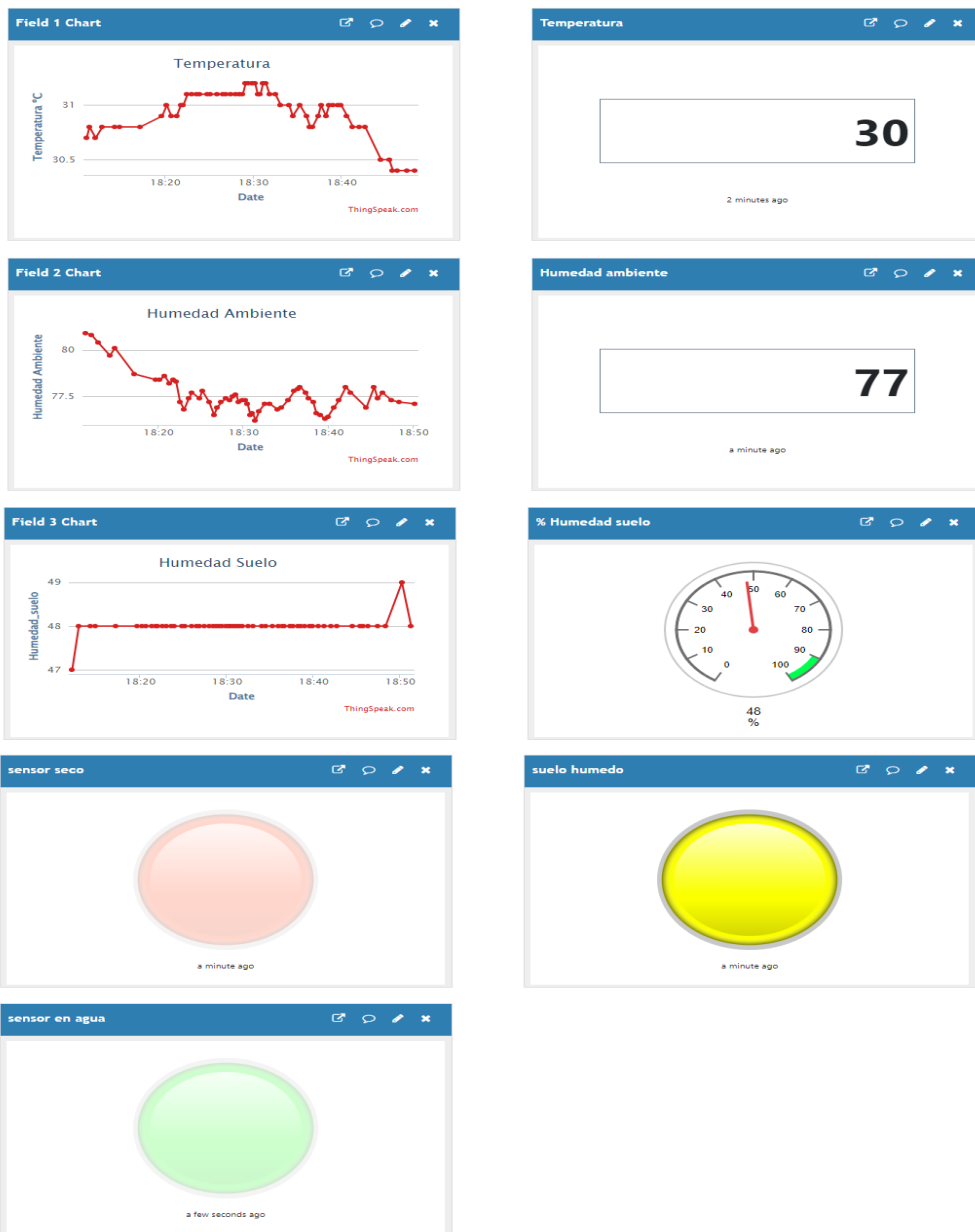 Field 1 Chart
Temperatura
Temperatura °C
31
30.5
18:20
18:30
18:40
Date
ThingSpeak.com
Temperatura
30
2 minutes ago
Field 2 Chart
Humedad Ambiente
Humedad Ambiente
80
77.5
18:20
18:30
18:40
18:50
Date
ThingSpeak.com
Humedad ambiente
77
a minute ago
Field 3 Chart
Humedad Suelo
Humedad_suelo
49
48
47
18:20
18:30
18:40
18:50
Date
ThingSpeak.com
% Humedad suelo
0
10
20
30
40
50
60
70
80
90
100
48
%
sensor seco
a minute ago
suelo humedo
a minute ago
sensor en agua
a few seconds ago